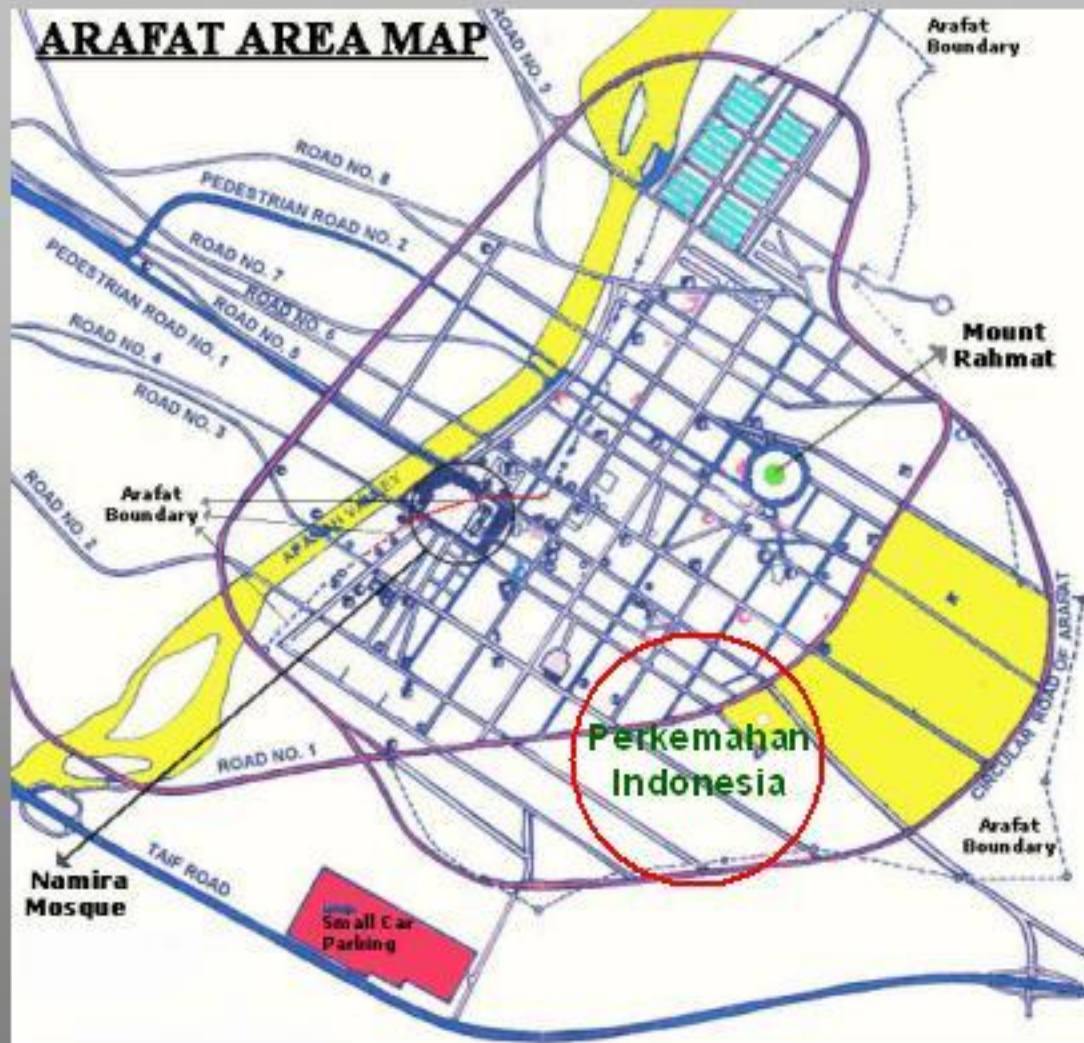 ARAFAT AREA MAP
Arafat
Boundary
ROAD NO. 9
ROAD NO. 8
PEDESTRIAN ROAD NO. 2
ROAD NO. 7
ROAD NO. 6
ROAD NO. 5
PEDESTRIAN ROAD NO. 1
ROAD NO. 4
ROAD NO. 3
ROAD NO. 2
Mount
Rahmat
Arafat
Boundary
VALLEY
CIRCULAR ROAD OF ARAFAT
Perkemahan
Indonesia
ROAD NO. 1
Arafat
Boundary
TAIF ROAD
Namira
Mosque
Small Car
Parking